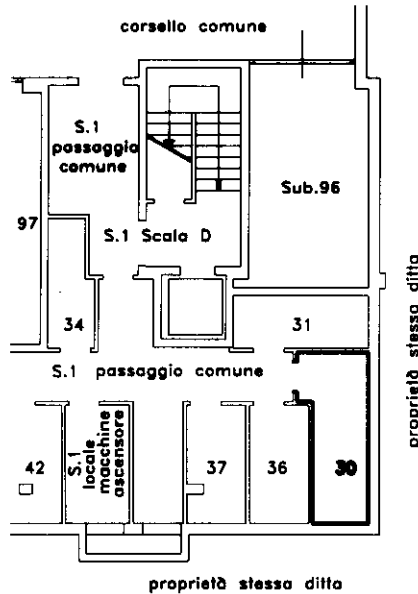 corsello comune
S.1
passaggio
comune
Sub.96
97
S.1 Scala D
34
31
S.1 passaggio comune
proprietà stessa ditta
42
S.1
locale
macchine
ascensore
37
36
30
proprietà stessa ditta